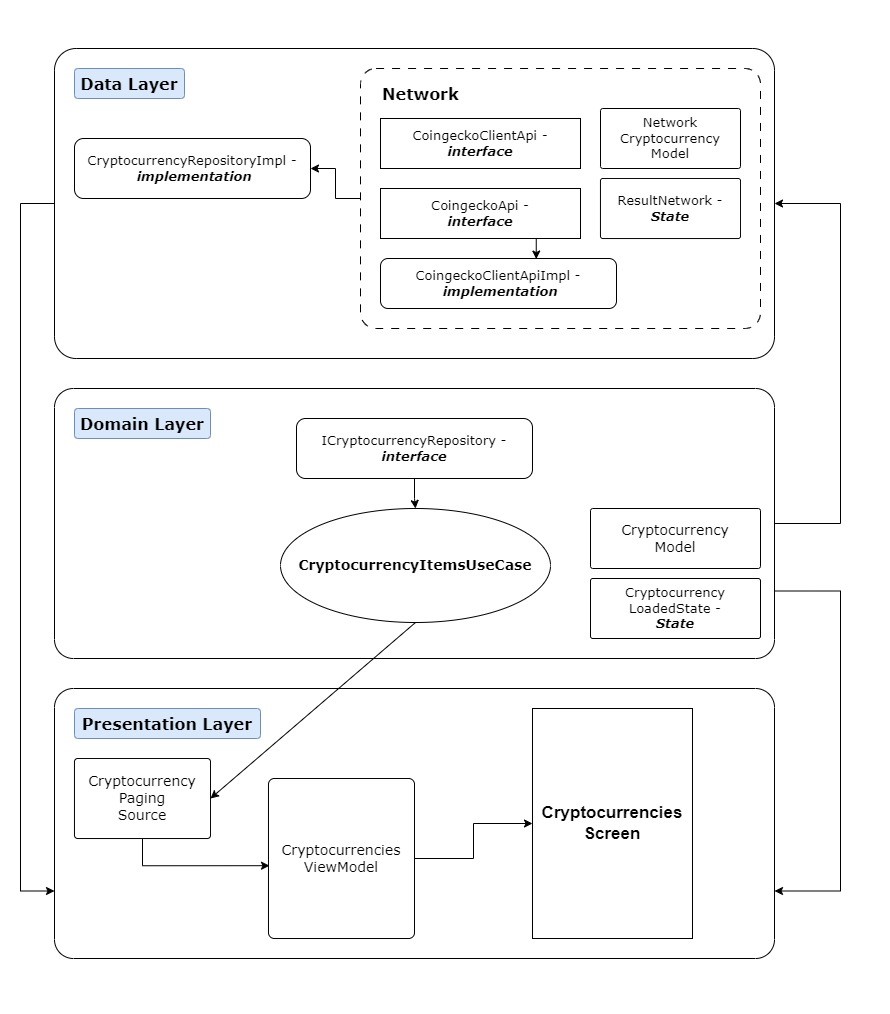 Data Layer
Network
CoingeckoClientApi -
interface
Network
Cryptocurrency
Model
CryptocurrencyRepositoryImpl -
implementation
CoingeckoApi -
interface
ResultNetwork -
State
CoingeckoClientApiImpl -
implementation
Domain Layer
ICryptocurrencyRepository -
interface
CryptocurrencyItemsUseCase
Cryptocurrency
Model
Cryptocurrency
LoadedState -
State
Presentation Layer
Cryptocurrency
Paging
Source
Cryptocurrencies
ViewModel
Cryptocurrencies
Screen